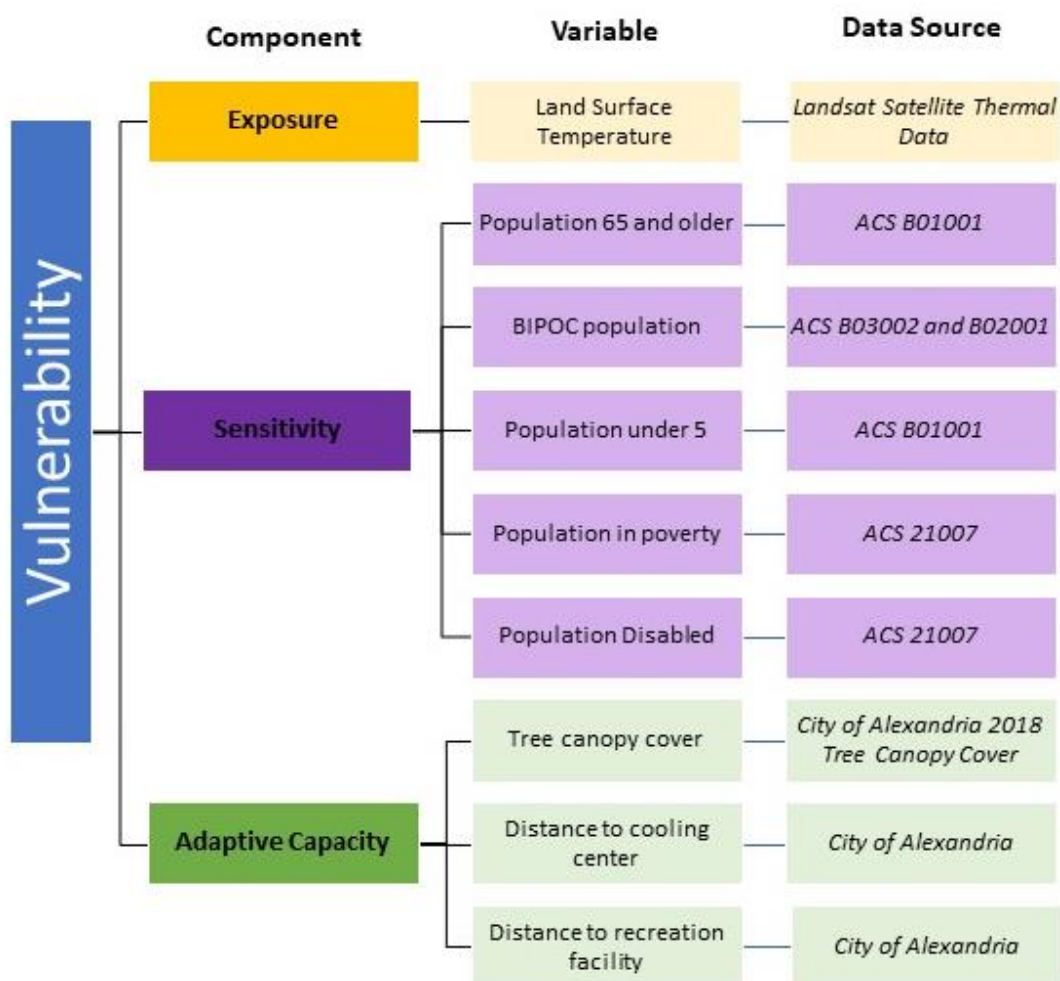 Component
Variable
Data Source
Vulnerability
Exposure
Land Surface
Temperature
Landsat Satellite Thermal
Data
Sensitivity
Population 65 and older
ACS B01001
BIPOC population
ACS B03002 and B02001
Population under 5
ACS B01001
Population in poverty
ACS 21007
Population Disabled
ACS 21007
Adaptive Capacity
Tree canopy cover
City of Alexandria 2018
Tree Canopy Cover
Distance to cooling
center
City of Alexandria
Distance to recreation
facility
City of Alexandria